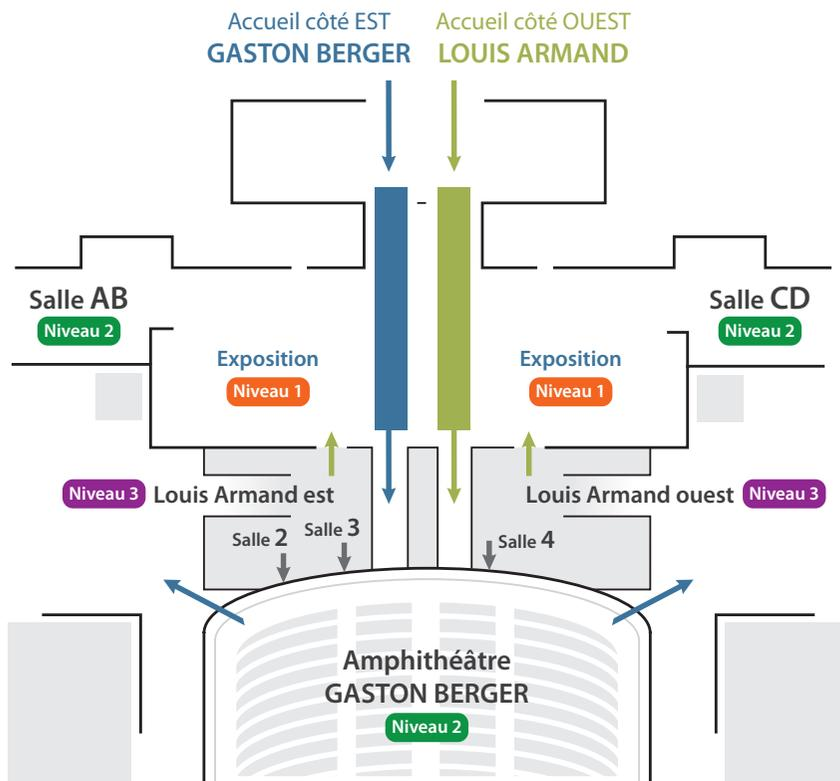 Accueil côté EST
GASTON BERGER
Accueil côté OUEST
LOUIS ARMAND
Salle AB
Niveau 2
Salle CD
Niveau 2
Exposition
Niveau 1
Exposition
Niveau 1
Niveau 3 Louis Armand est
Louis Armand ouest Niveau 3
Salle 2
Salle 3
Salle 4
Amphithéâtre
GASTON BERGER
Niveau 2